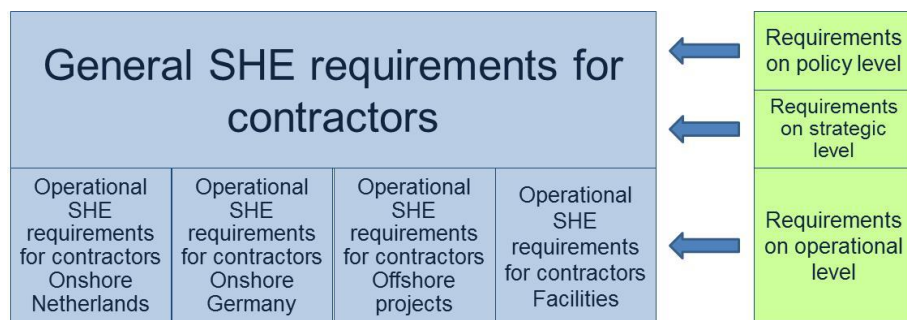 General SHE requirements for
contractors
Requirements
on policy level
Requirements
on strategic
level
Operational
SHE
requirements
for contractors
Onshore
Netherlands
Operational
SHE
requirements
for contractors
Onshore
Germany
Operational
SHE
requirements
for contractors
Offshore
projects
Operational
SHE
requirements
for contractors
Facilities
Requirements
on operational
level